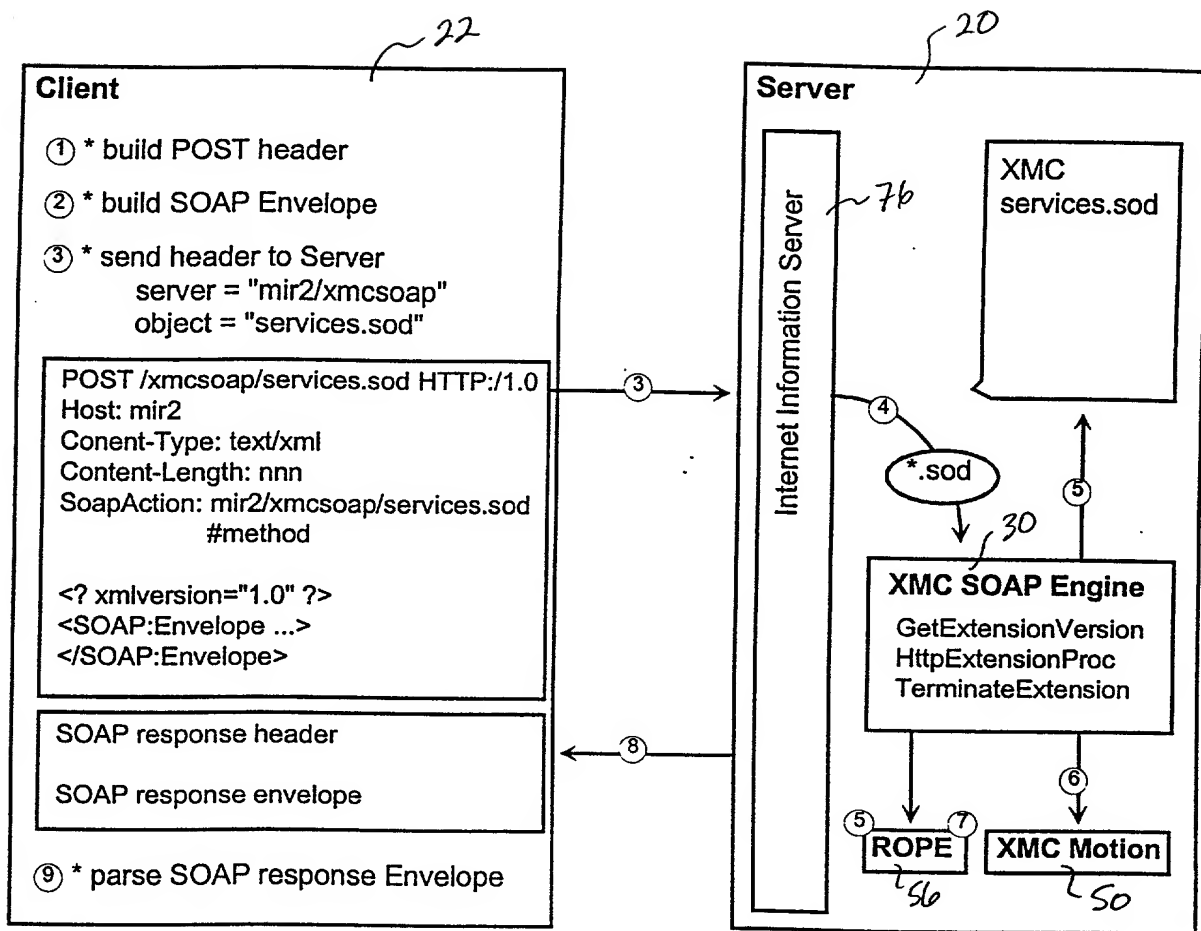 22
Client
① * build POST header
② * build SOAP Envelope
③ * send header to Server
server = "mir2/xmcsoap"
object = "services.sod"
POST /xmcsoap/services.sod HTTP:/1.0
Host: mir2
Conent-Type: text/xml
Content-Length: nnn
SoapAction: mir2/xmcsoap/services.sod
#method
<? xmlversion="1.0" ?>
<SOAP:Envelope ...>
</SOAP:Envelope>
SOAP response header
SOAP response envelope
⑨ * parse SOAP response Envelope
③
⑧
20
Server
Internet Information Server
76
XMC
services.sod
④
*.sod
⑤
30
XMC SOAP Engine
GetExtensionVersion
HttpExtensionProc
TerminateExtension
⑥
⑤ ⑦
ROPE
XMC Motion
56
50